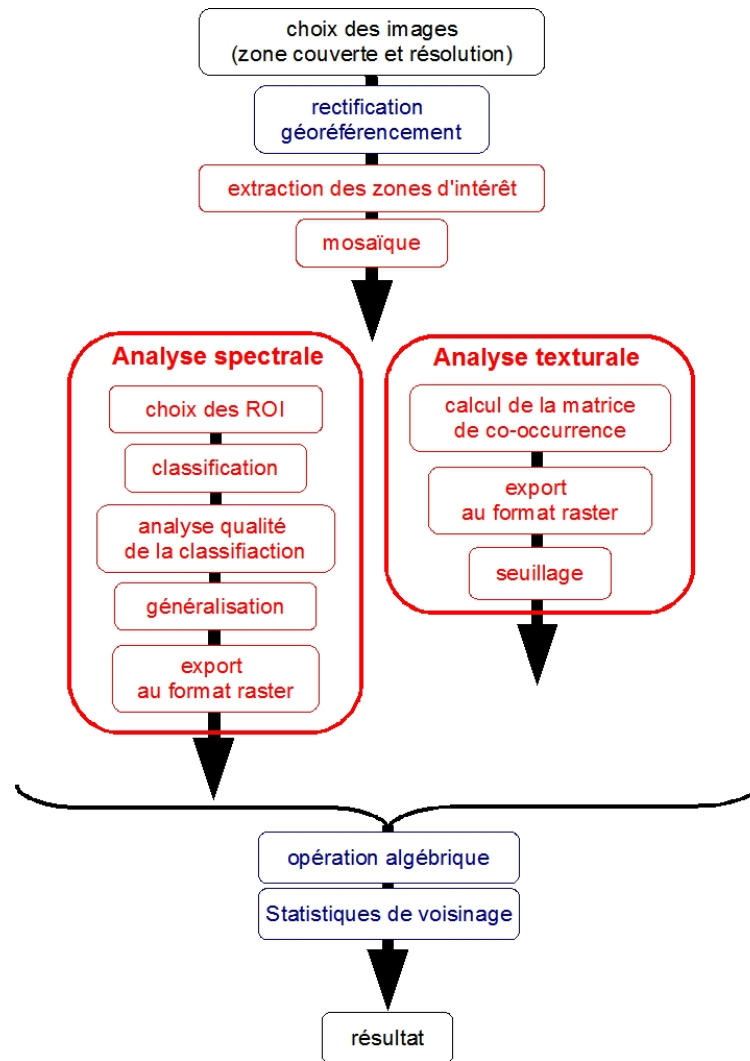 choix des images
(zone couverte et résolution)
rectification
géoréférencement
extraction des zones d'intérêt
mosaïque
Analyse spectrale
choix des ROI
classification
analyse qualité
de la classifiaction
généralisation
export
au format raster
Analyse texturale
calcul de la matrice
de co-occurrence
export
au format raster
seuillage
opération algébrique
Statistiques de voisinage
résultat